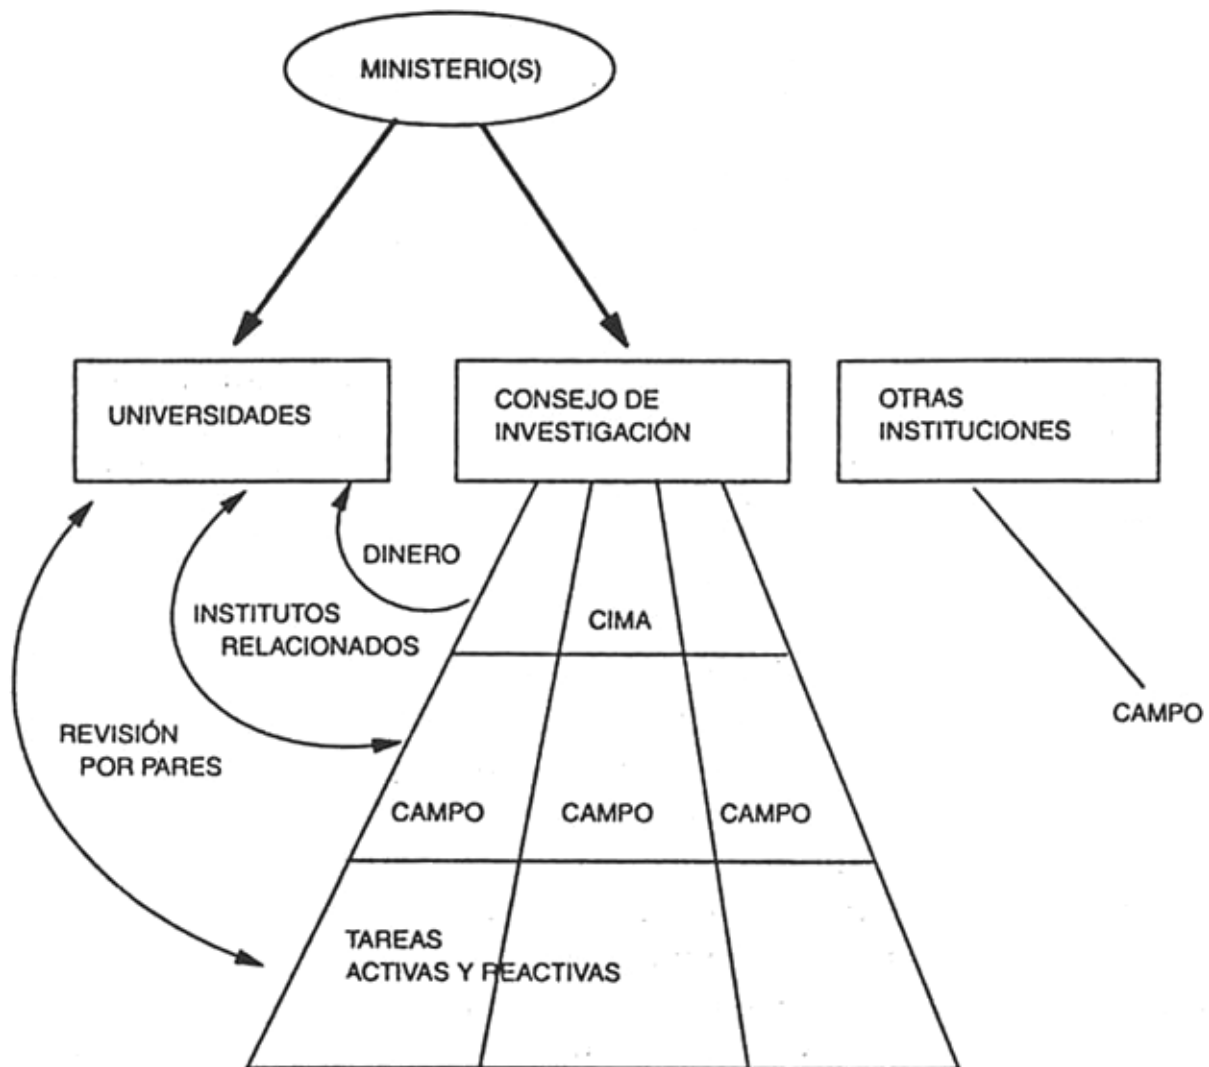 MINISTERIO(S)
UNIVERSIDADES
CONSEJO DE
INVESTIGACIÓN
OTRAS
INSTITUCIONES
DINERO
INSTITUTOS
RELACIONADOS
CIMA
REVISIÓN
POR PARES
CAMPO
CAMPO
CAMPO
CAMPO
TAREAS
ACTIVAS Y REACTIVAS